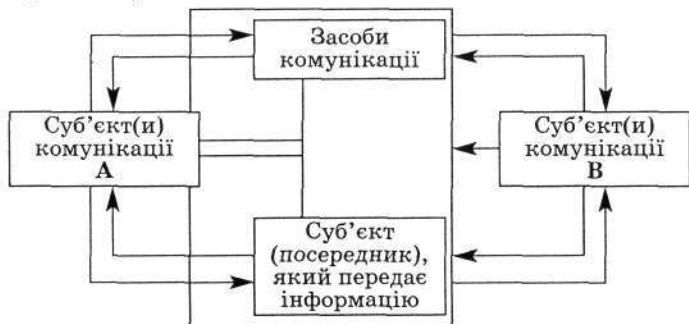 Засоби
комунікації
Суб’єкт(и)
комунікації
А
Суб’єкт(и)
комунікації
В
Суб’єкт
(посередник),
який передає
інформацію